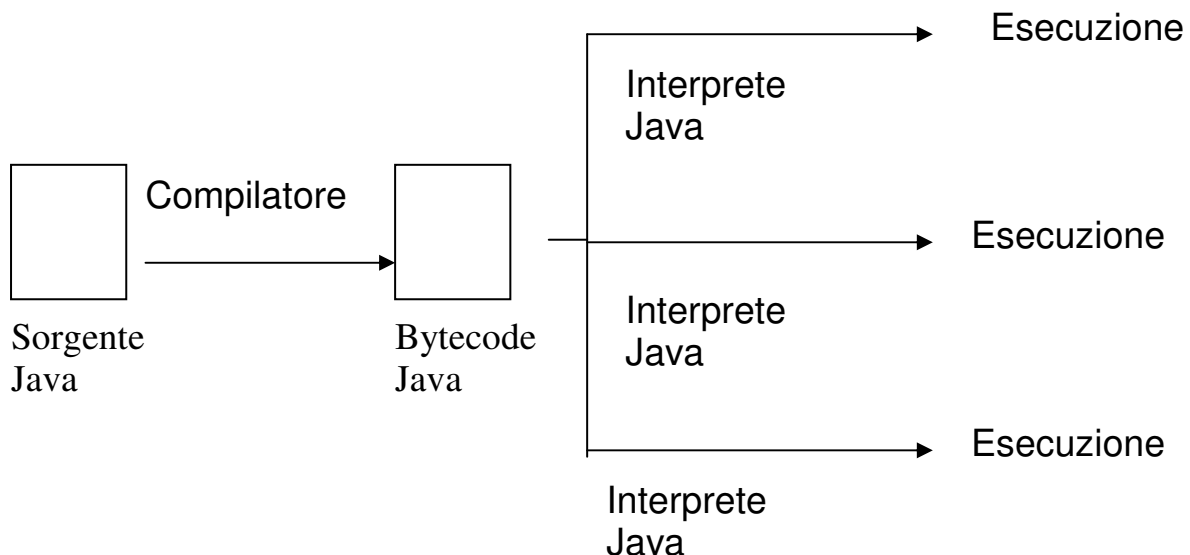 Esecuzione
Interprete
Java
Compilatore
Esecuzione
Sorgente
Java
Bytecode
Java
Interprete
Java
Esecuzione
Interprete
Java